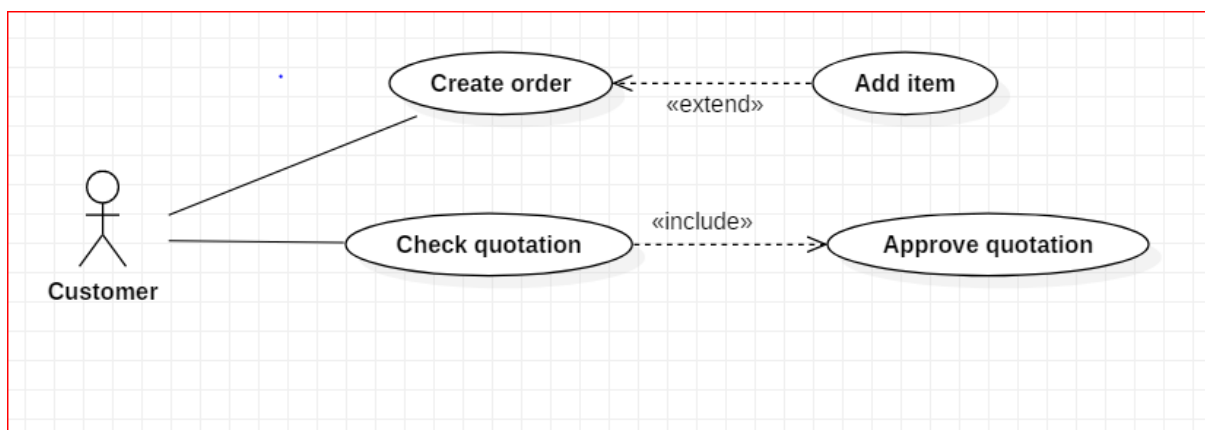 Create order
Add item
«extend»
«include»
Check quotation
Approve quotation
Customer